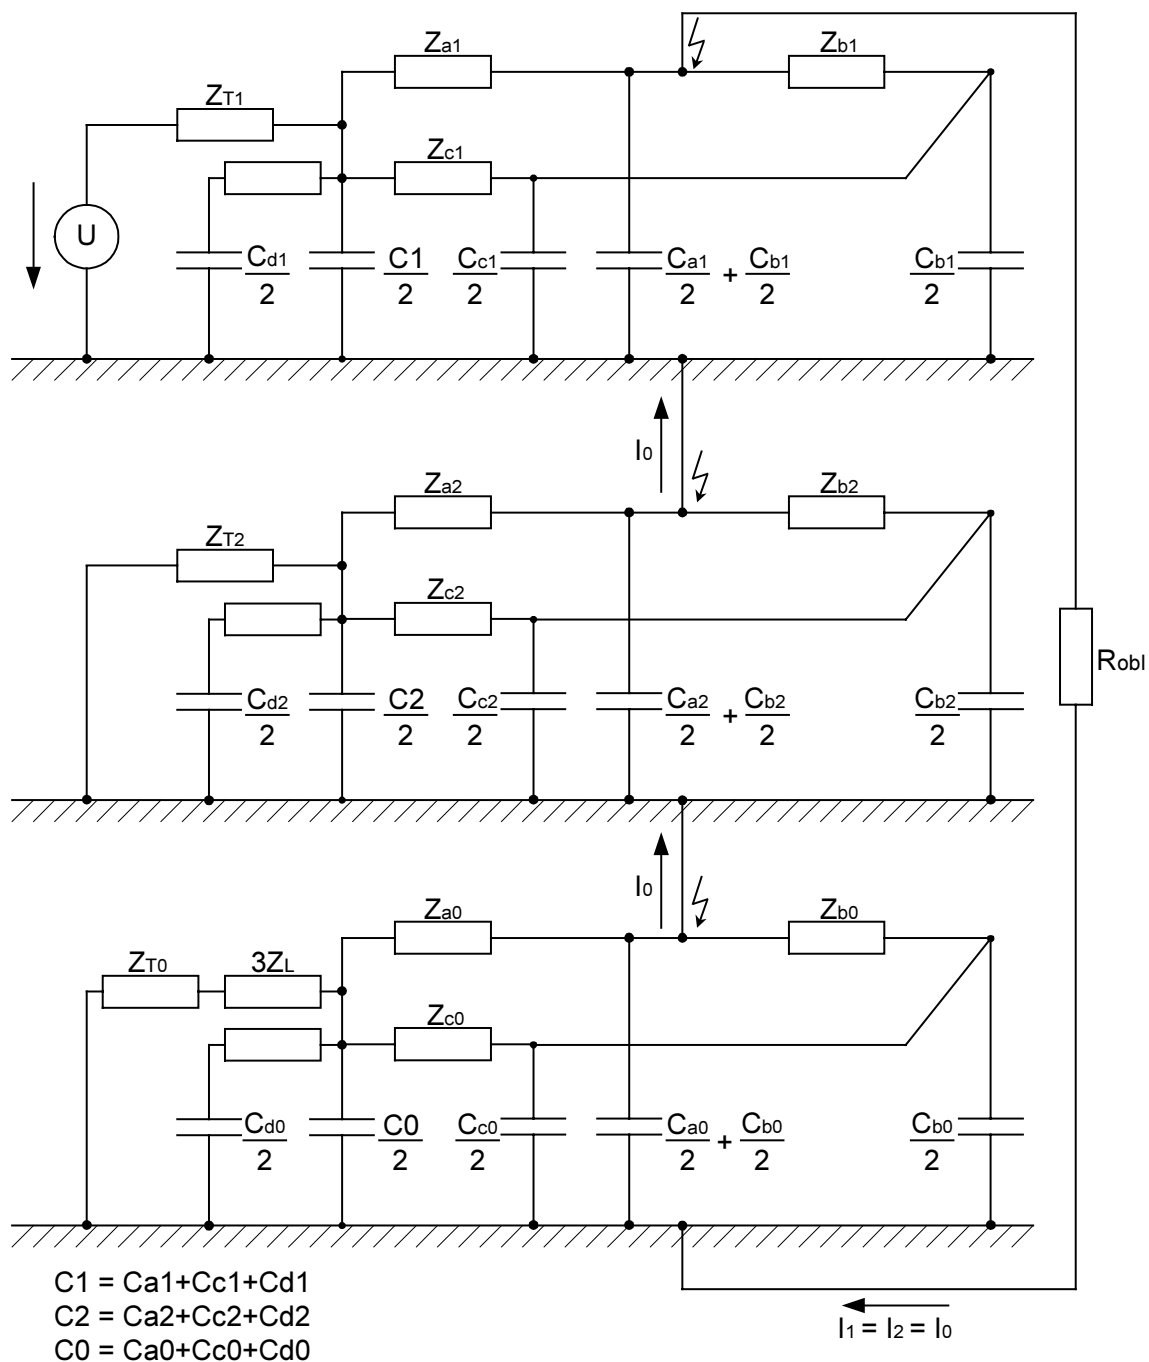 Za1
Zb1
ZT1
Zc1
U
Cd1
2
C1
2
Cc1
2
Ca1
2
+
Cb1
2
Cb1
2
I0
Za2
Zb2
ZT2
Zc2
Robl
Cd2
2
C2
2
Cc2
2
Ca2
2
+
Cb2
2
Cb2
2
I0
Za0
Zb0
ZT0
3ZL
Zc0
Cd0
2
C0
2
Cc0
2
Ca0
2
+
Cb0
2
Cb0
2
C1 = Ca1+Cc1+Cd1
C2 = Ca2+Cc2+Cd2
C0 = Ca0+Cc0+Cd0
I1 = I2 = I0